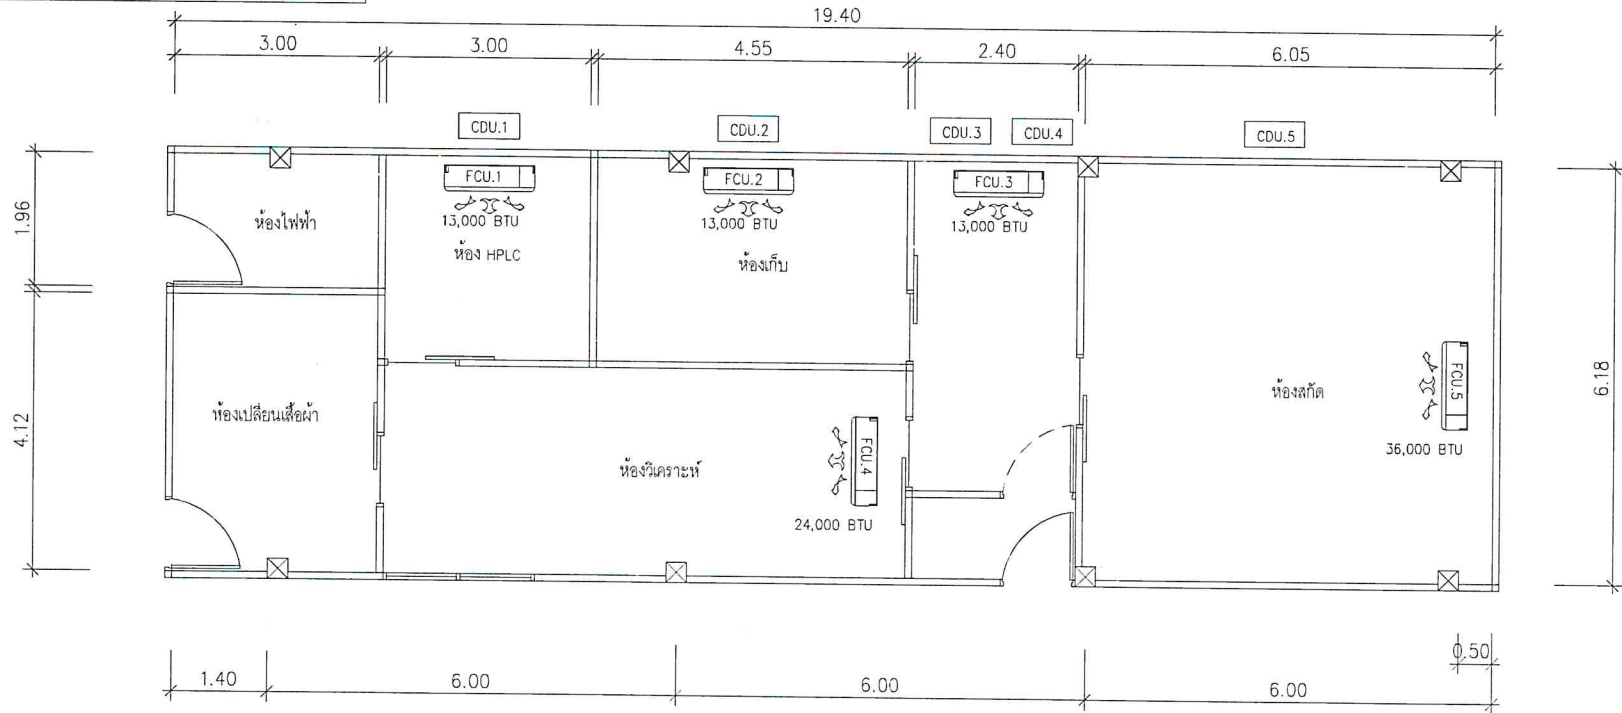 19.40
3.00
3.00
4.55
2.40
6.05
CDU.1
CDU.2
CDU.3
CDU.4
CDU.5
1.96
ห้องไฟฟ้า
FCU.1
13,000 BTU
ห้อง HPLC
FCU.2
13,000 BTU
ห้องเก็บ
FCU.3
13,000 BTU
6.18
4.12
ห้องเปลี่ยนเสื้อผ้า
ห้องวิเคราะห์
FCU.4
24,000 BTU
ห้องสกัด
FCU.5
36,000 BTU
0.50
1.40
6.00
6.00
6.00